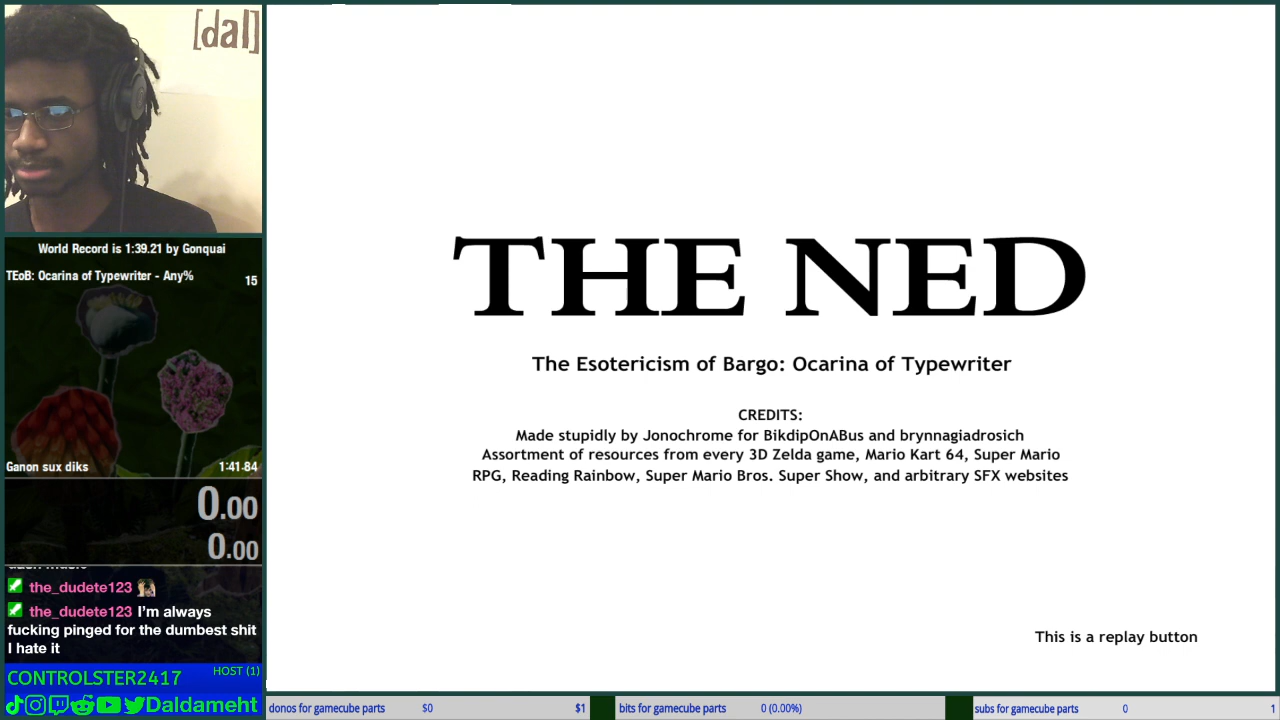 [dal]
World Record is 1:39.21 by Gonquai
TEoB: Ocarina of Typewriter - Any%
15
Ganon sux diks 1:41.84
0.00
0.00
the_dudete123
the_dudete123 I'm always
fucking pinged for the dumbest shit
I hate it
CONTROLSTER2417 HOST (1)
Daldameht
THE NED
The Esotericism of Bargo: Ocarina of Typewriter
CREDITS:
Made stupidly by Jonochrome for BikdipOnABus and brynnagiadrosich
Assortment of resources from every 3D Zelda game, Mario Kart 64, Super Mario
RPG, Reading Rainbow, Super Mario Bros. Super Show, and arbitrary SFX websites
This is a replay button
donos for gamecube parts $0 $1
bits for gamecube parts 0 (0.00%)
subs for gamecube parts 0 1